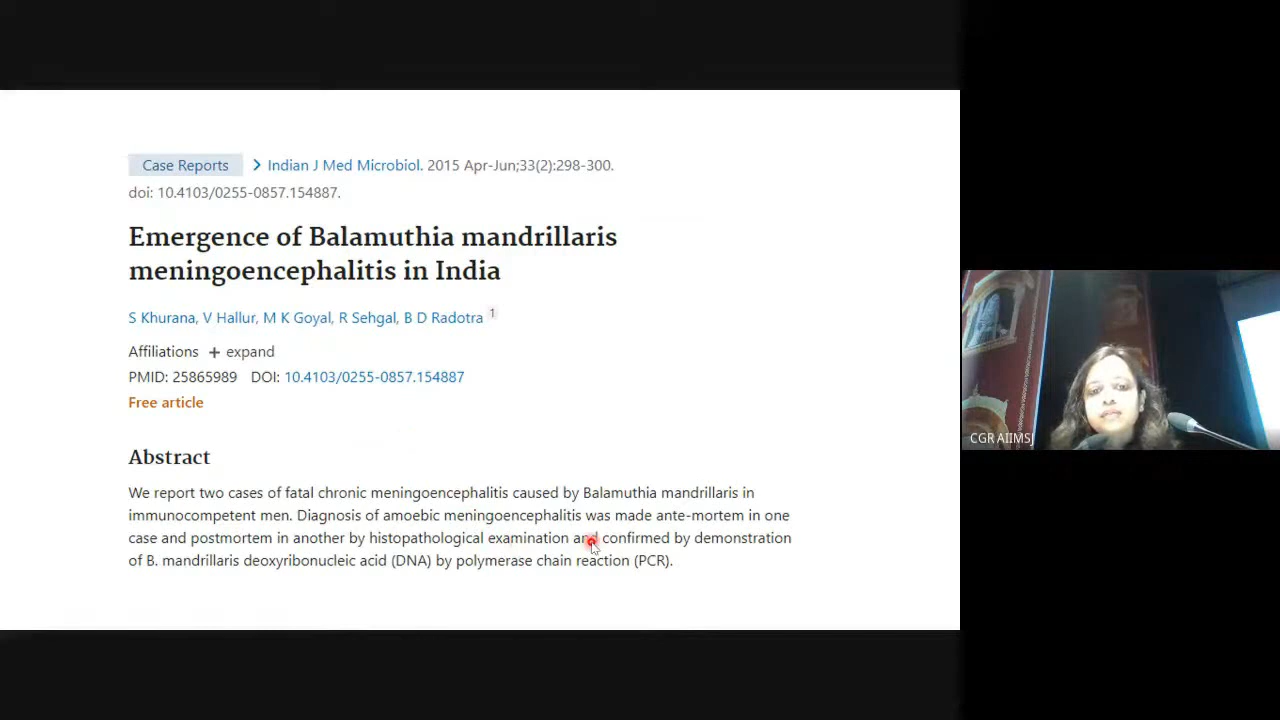 Case Reports > Indian J Med Microbiol. 2015 Apr-Jun;33(2):298-300.
doi: 10.4103/0255-0857.154887.
Emergence of Balamuthia mandrillaris
meningoencephalitis in India
S Khurana, V Hallur, M K Goyal, R Sehgal, B D Radotra 1
Affiliations + expand
PMID: 25865989 DOI: 10.4103/0255-0857.154887
Free article
Abstract
We report two cases of fatal chronic meningoencephalitis caused by Balamuthia mandrillaris in
immunocompetent men. Diagnosis of amoebic meningoencephalitis was made ante-mortem in one
case and postmortem in another by histopathological examination and confirmed by demonstration
of B. mandrillaris deoxyribonucleic acid (DNA) by polymerase chain reaction (PCR).
CGR AIIMSJ